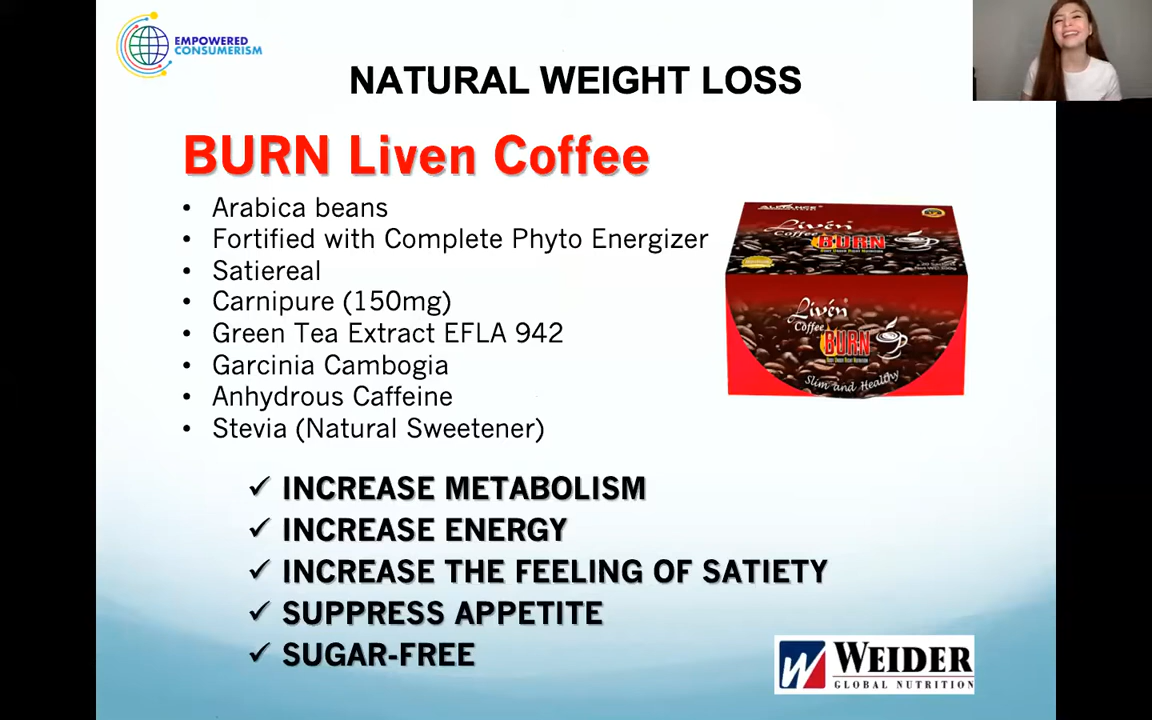 EMPOWERED
CONSUMERISM
NATURAL WEIGHT LOSS
BURN Liven Coffee
• Arabica beans
• Fortified with Complete Phyto Energizer
• Satiereal
• Carnipure (150mg)
• Green Tea Extract EFLA 942
• Garcinia Cambogia
• Anhydrous Caffeine
• Stevia (Natural Sweetener)
Livén
Coffee BURN
Livén
Coffee
BURN
Slim and Healthy
✓ INCREASE METABOLISM
✓ INCREASE ENERGY
✓ INCREASE THE FEELING OF SATIETY
✓ SUPPRESS APPETITE
✓ SUGAR-FREE
W WEIDER
GLOBAL NUTRITION